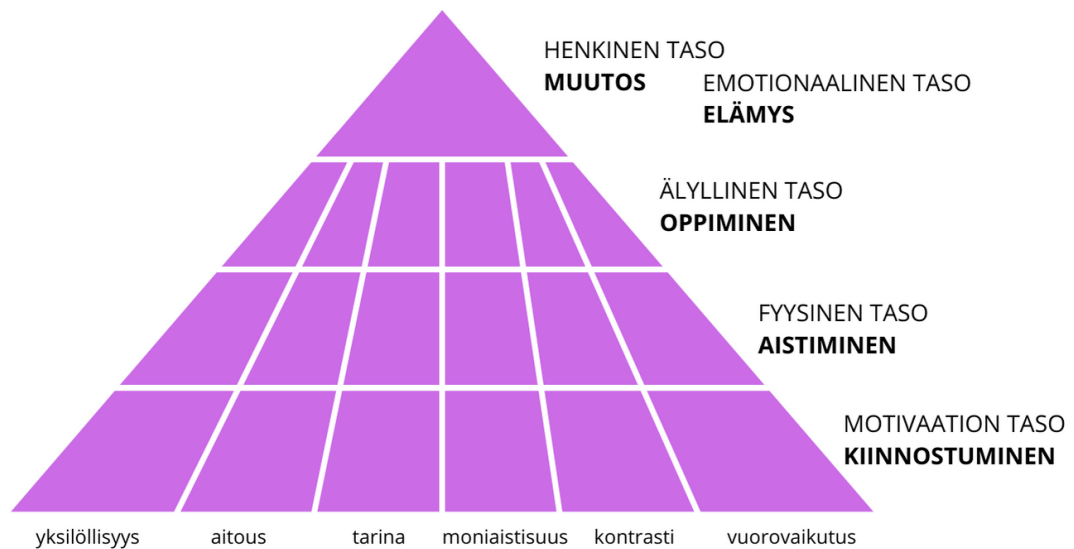 HENKINEN TASO
MUUTOS
EMOTIONAALINEN TASO
ELÄMYS
ÄLYLLINEN TASO
OPPIMINEN
FYYSINEN TASO
AISTIMINEN
MOTIVAATION TASO
KIINNOSTUMINEN
yksilöllisyys aitous tarina moniaistisuus kontrasti vuorovaikutus